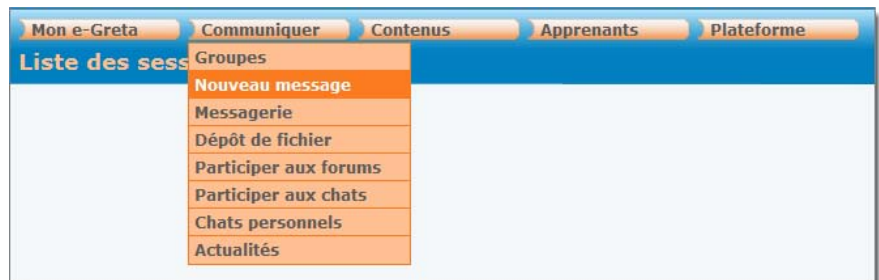 Mon e-Greta Communiquer Contenus Apprenants Plateforme
Liste des sess
Groupes
Nouveau message
Messagerie
Dépôt de fichier
Participer aux forums
Participer aux chats
Chats personnels
Actualités